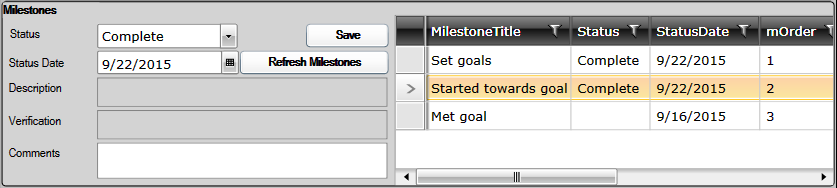 Milestones
Status Complete Save
Status Date 9/22/2015 Refresh Milestones
Description
Verification
Comments
MilestoneTitle Status StatusDate mOrder
Set goals Complete 9/22/2015 1
Started towards goal Complete 9/22/2015 2
Met goal 9/16/2015 3